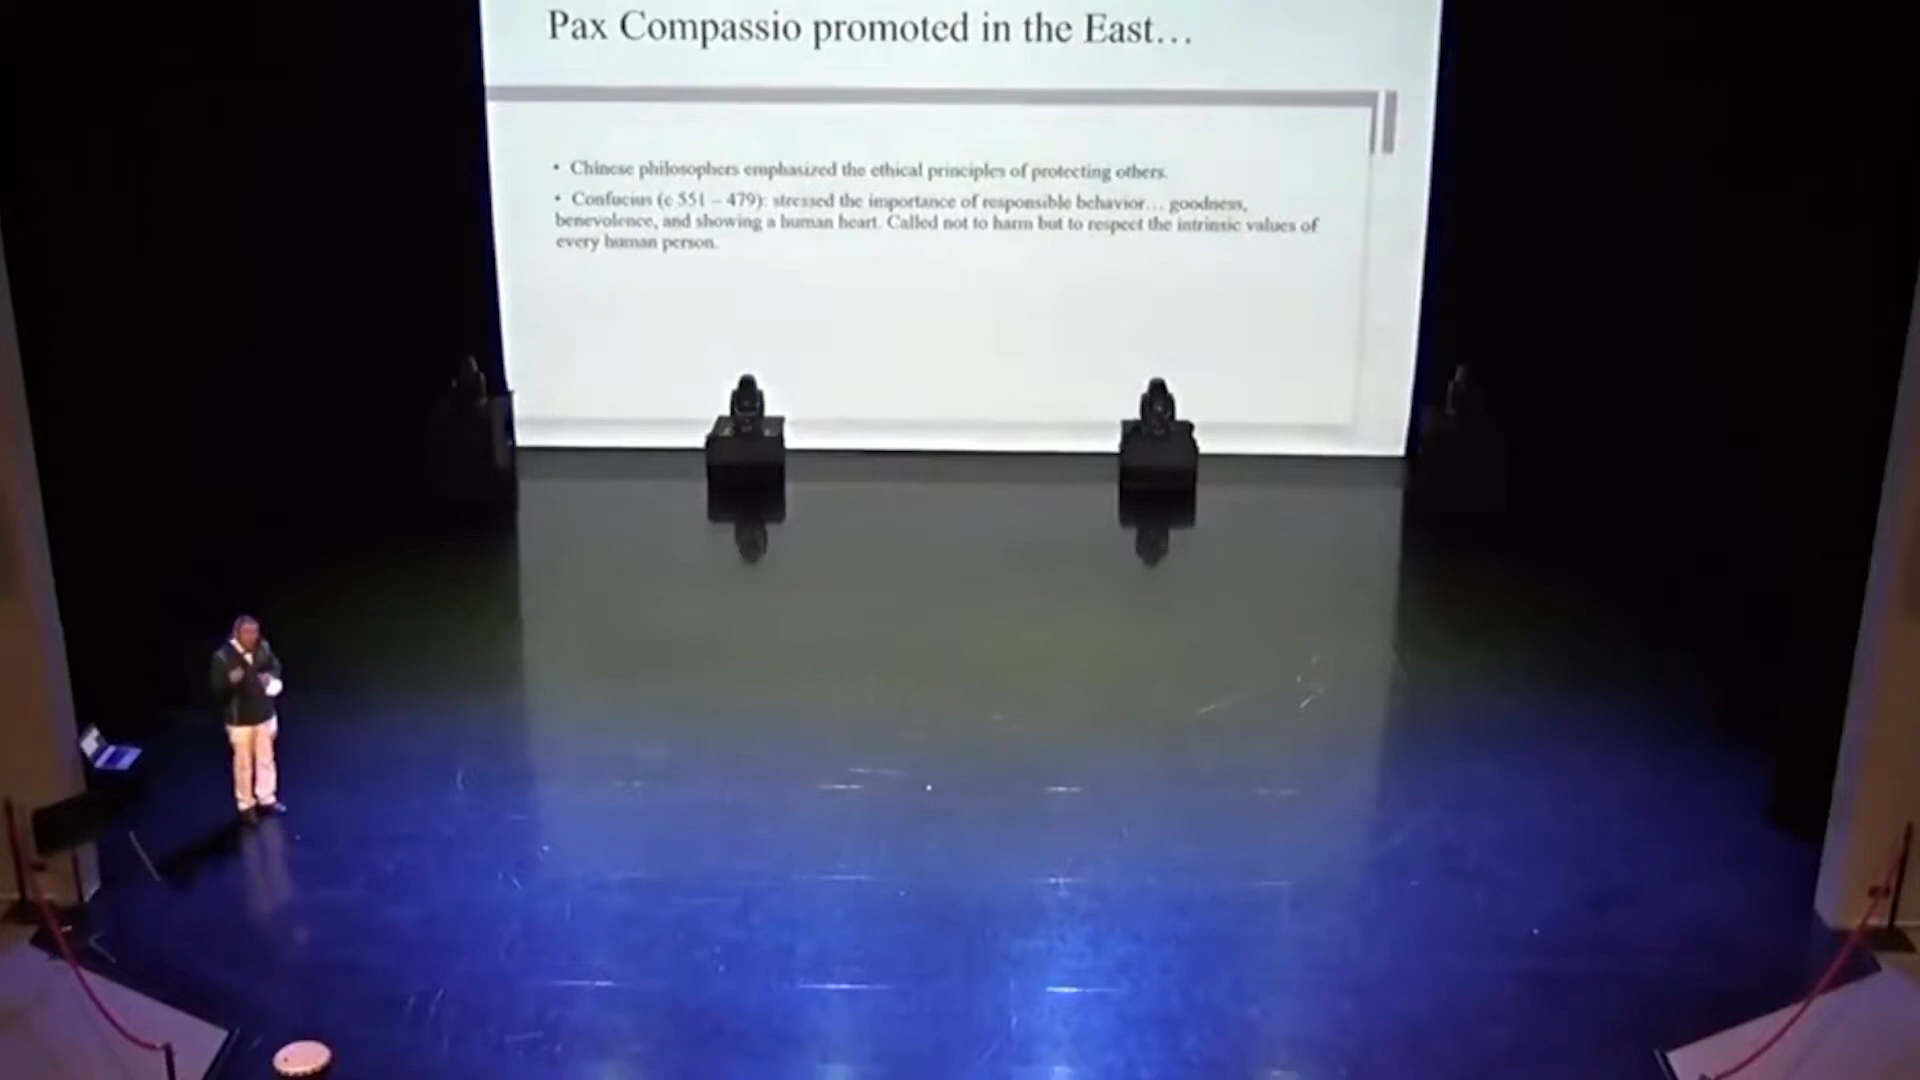 Pax Compassio promoted in the East…
• Chinese philosophers emphasized the ethical principles of protecting others.
• Confucius (c 551 – 479): stressed the importance of responsible behavior… goodness,
benevolence, and showing a human heart. Called not to harm but to respect the intrinsic values of
every human person.